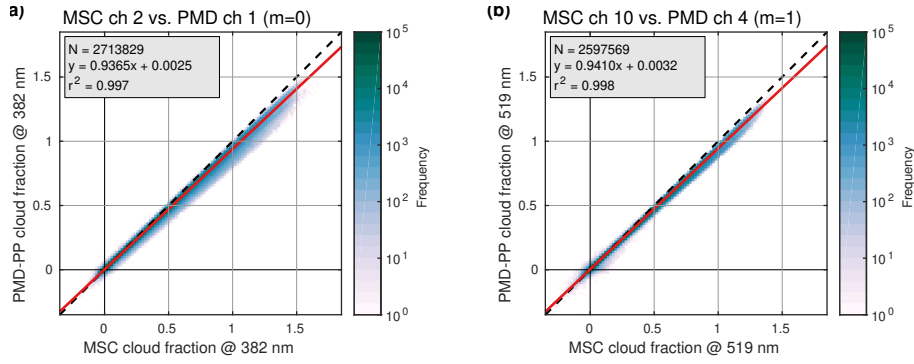 a)
MSC ch 2 vs. PMD ch 1 (m=0)
N = 2713829
y = 0.9365x + 0.0025
r² = 0.997
PMD-PP cloud fraction @ 382 nm
1.5
1
0.5
0
0
0.5
1
1.5
MSC cloud fraction @ 382 nm
10⁵
10⁴
10³
10²
10¹
10⁰
Frequency
(b)
MSC ch 10 vs. PMD ch 4 (m=1)
N = 2597569
y = 0.9410x + 0.0032
r² = 0.998
PMD-PP cloud fraction @ 519 nm
1.5
1
0.5
0
0
0.5
1
1.5
MSC cloud fraction @ 519 nm
10⁵
10⁴
10³
10²
10¹
10⁰
Frequency